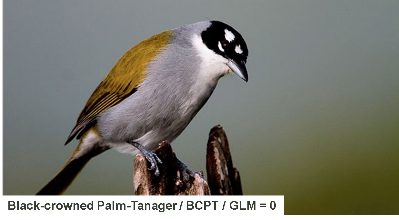 Black-crowned Palm-Tanager / BCPT / GLM = 0